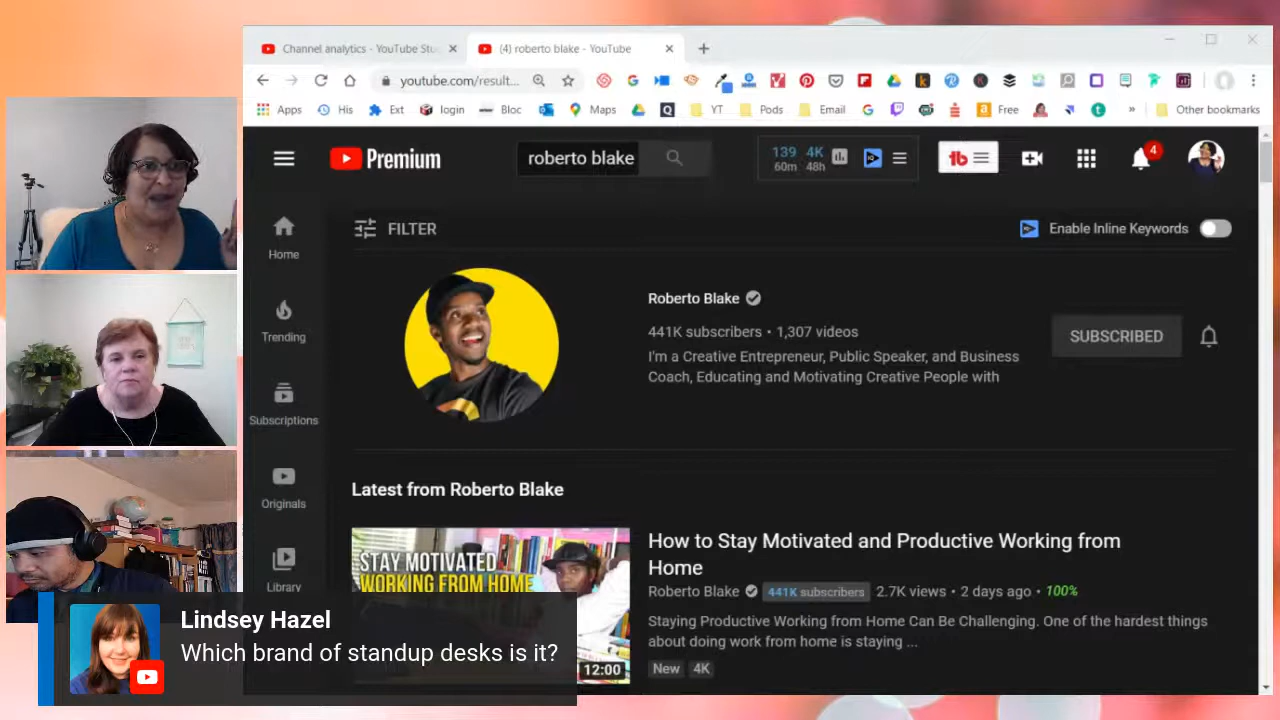 Channel analytics - YouTube Stu
(4) roberto blake - YouTube
youtube.com/result...
Apps
His
Ext
login
Bloc
Maps
YT
Pods
Email
Free
Other bookmarks
Premium
roberto blake
139 4K
60m 48h
4
Home
Trending
Subscriptions
Originals
Library
FILTER
Enable Inline Keywords
Roberto Blake
441K subscribers • 1,307 videos
I'm a Creative Entrepreneur, Public Speaker, and Business
Coach, Educating and Motivating Creative People with
SUBSCRIBED
Latest from Roberto Blake
STAY MOTIVATED
WORKING FROM HOME
12:00
How to Stay Motivated and Productive Working from
Home
Roberto Blake 441K subscribers 2.7K views • 2 days ago • 100%
Staying Productive Working from Home Can Be Challenging. One of the hardest things
about doing work from home is staying ...
New 4K
Lindsey Hazel
Which brand of standup desks is it?